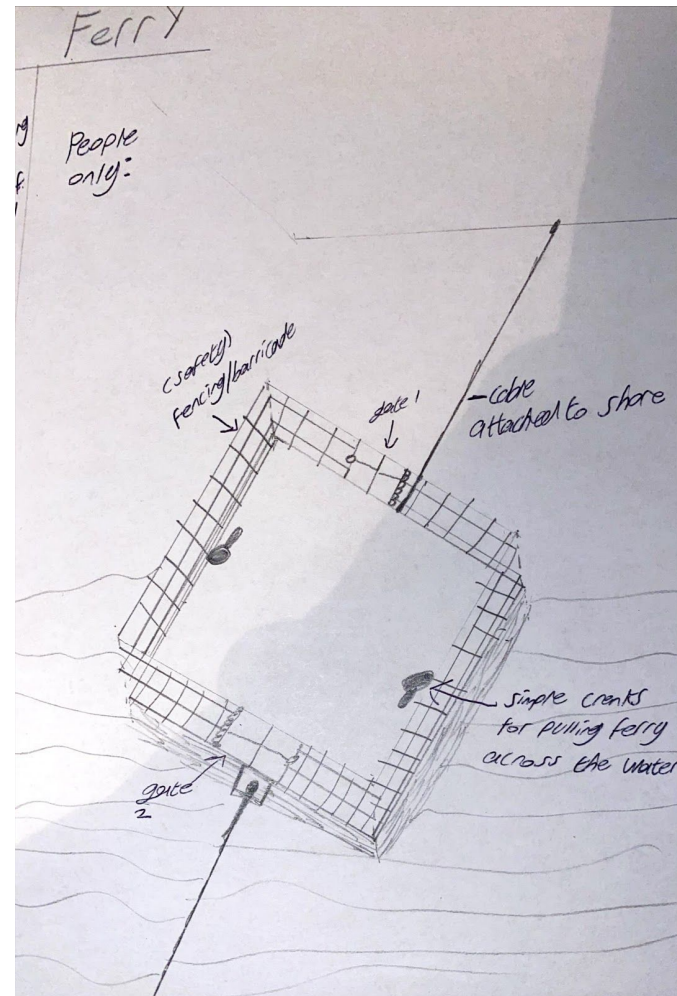 Ferry
rg
f.
People
only:
(safety)
fencing/barricade
gate 1
cable
attached to shore
simple cranks
for pulling ferry
across the water
gate
2